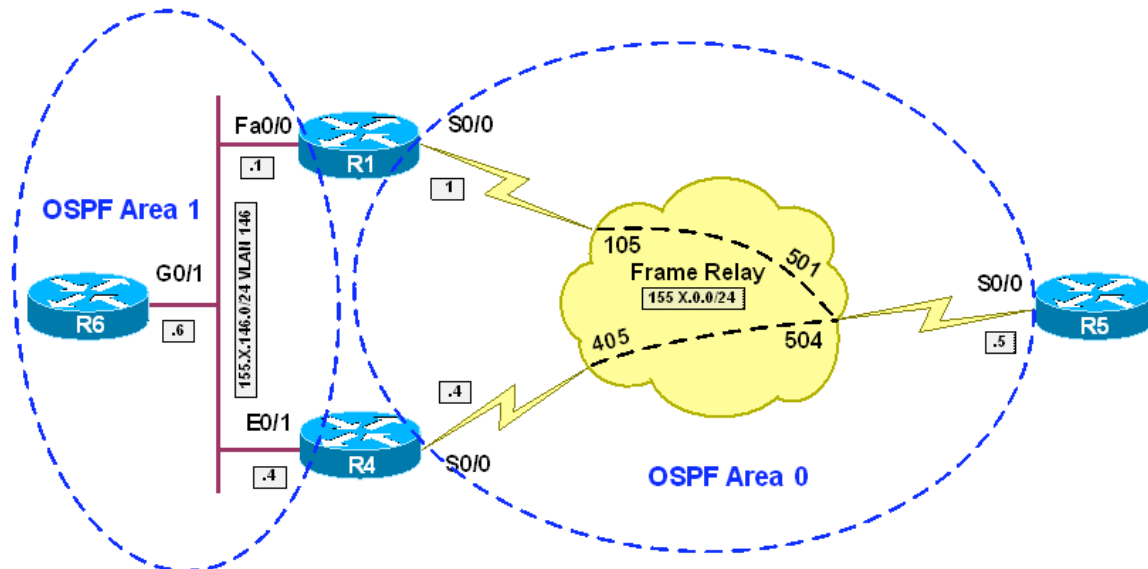 Fa0/0
S0/0
.1
R1
1
OSPF Area 1
155.X.146.0/24 VLAN 146
105
501
Frame Relay
155 X.0.0/24
G0/1
R6
.6
S0/0
R5
.5
405
504
.4
E0/1
R4
.4
S0/0
OSPF Area 0